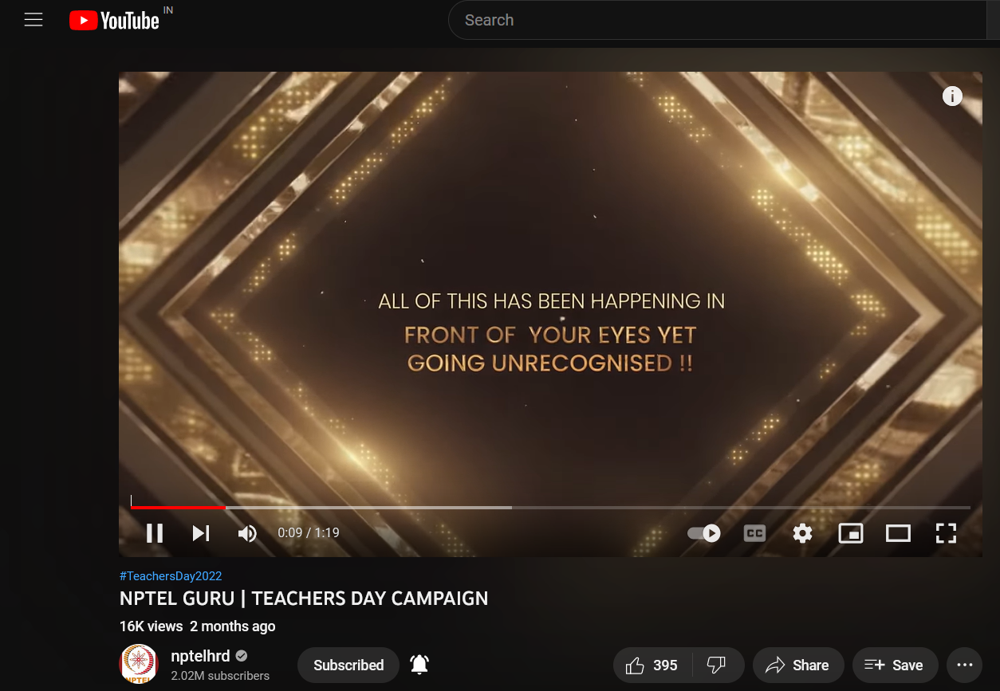 YouTube IN
Search
ALL OF THIS HAS BEEN HAPPENING IN
FRONT OF YOUR EYES YET
GOING UNRECOGNISED !!
0:09 / 1:19
CC
#TeachersDay2022
NPTEL GURU | TEACHERS DAY CAMPAIGN
16K views 2 months ago
nptelhrd
2.02M subscribers
NPTEL
Subscribed
395
Share
Save